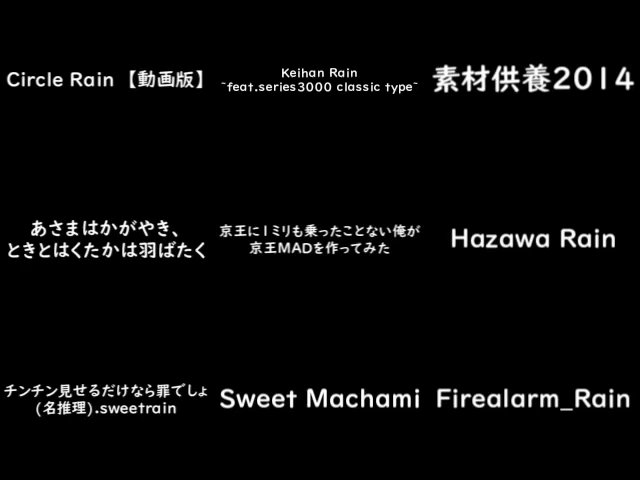 Circle Rain【動画版】
Keihan Rain
~feat.series3000 classic type~
素材供養2014
あさまはかがやき、
ときとはくたかは羽ばたく
京王に1ミリも乗ったことない俺が
京王MADを作ってみた
Hazawa Rain
チンチン見せるだけなら罪でしょ
(名推理).sweetrain
Sweet Machami
Firealarm_Rain